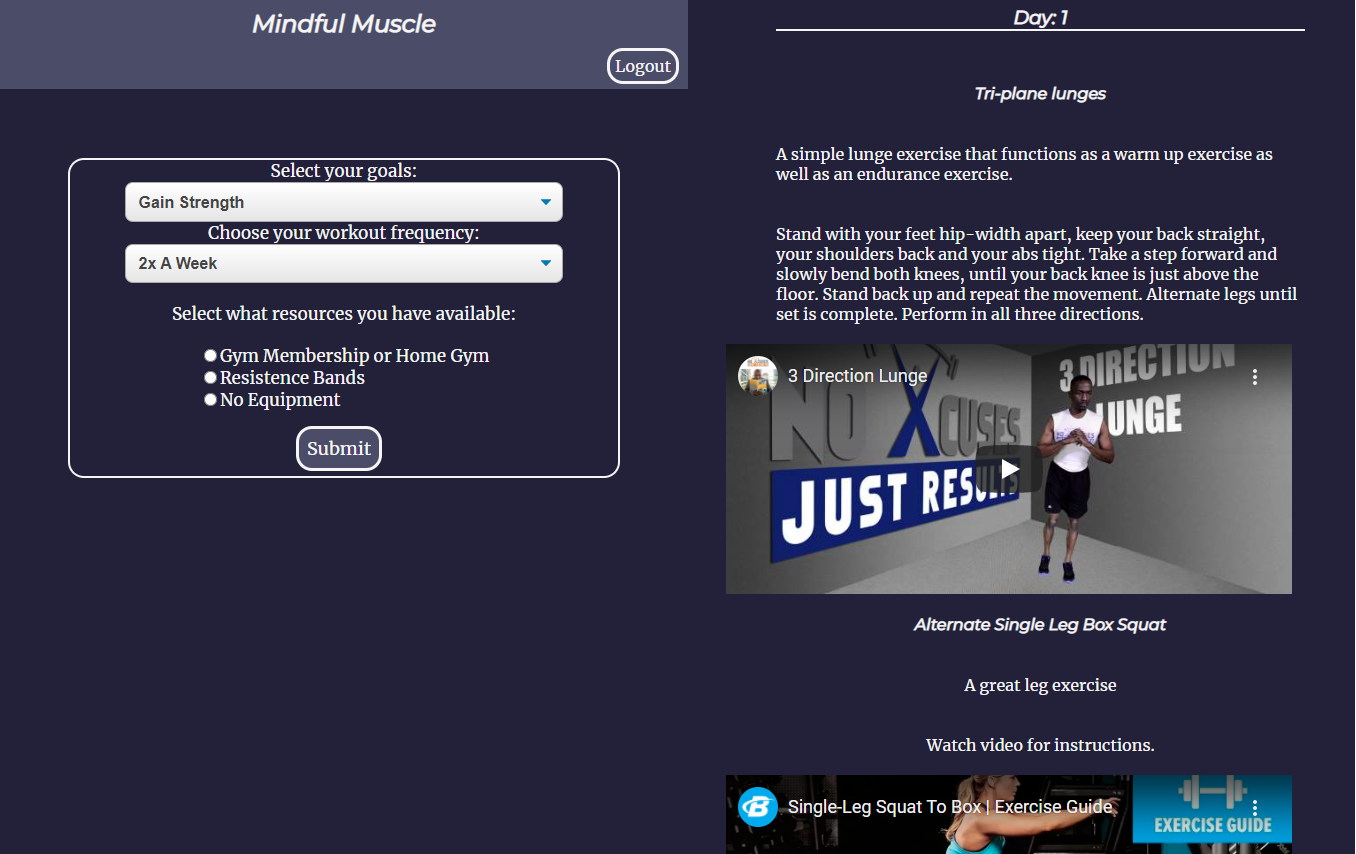 Mindful Muscle
Logout
Select your goals:
Gain Strength
Choose your workout frequency:
2x A Week
Select what resources you have available:
Gym Membership or Home Gym
Resistence Bands
No Equipment
Submit
Day: 1
Tri-plane lunges
A simple lunge exercise that functions as a warm up exercise as
well as an endurance exercise.
Stand with your feet hip-width apart, keep your back straight,
your shoulders back and your abs tight. Take a step forward and
slowly bend both knees, until your back knee is just above the
floor. Stand back up and repeat the movement. Alternate legs until
set is complete. Perform in all three directions.
3 Direction Lunge
3 DIRECTION
LUNGE
NO XCUSES
JUST RESULTS
Alternate Single Leg Box Squat
A great leg exercise
Watch video for instructions.
B
Single-Leg Squat To Box | Exercise Guide
EXERCISE GUIDE